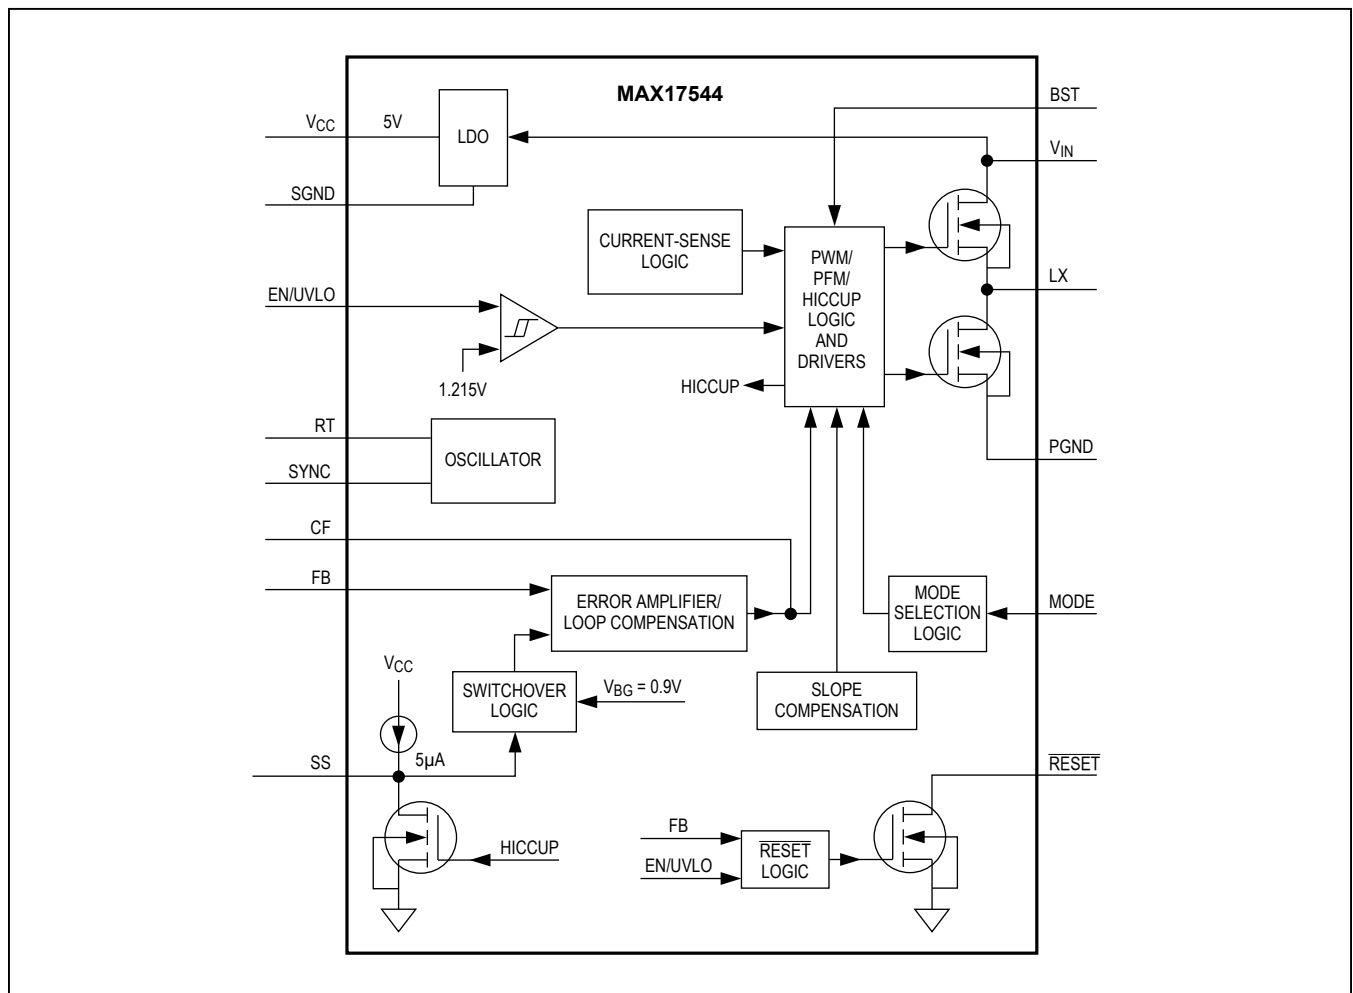 MAX17544
BST
VCC
5V
LDO
VIN
SGND
CURRENT-SENSE
LOGIC
PWM/
PFM/
HICCUP
LOGIC
AND
DRIVERS
LX
EN/UVLO
1.215V
HICCUP
RT
OSCILLATOR
SYNC
PGND
CF
FB
ERROR AMPLIFIER/
LOOP COMPENSATION
MODE
SELECTION
LOGIC
MODE
VCC
SWITCHOVER
LOGIC
VBG = 0.9V
SLOPE
COMPENSATION
SS
5µA
RESET
HICCUP
FB
EN/UVLO
RESET
LOGIC